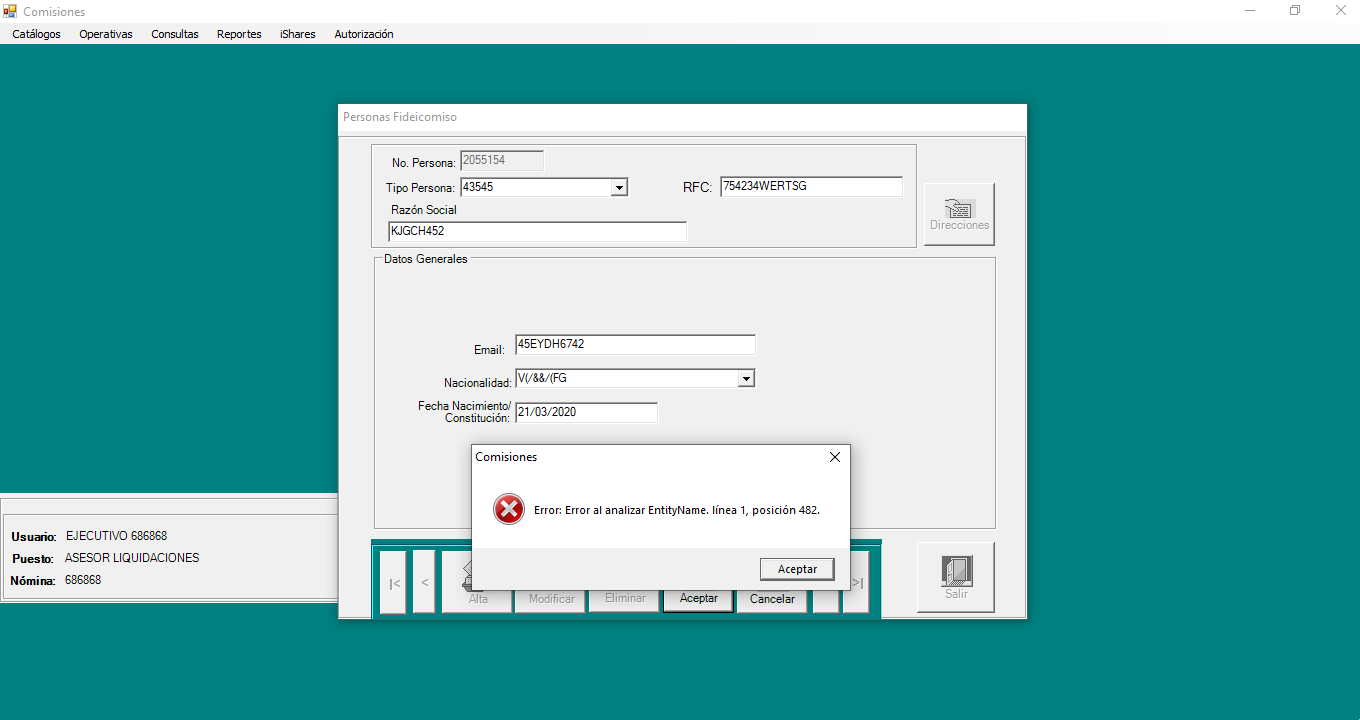 Comisiones
Catálogos Operativas Consultas Reportes iShares Autorización
Personas Fideicomiso
No. Persona: 2055154
Tipo Persona: 43545 RFC: 754234WERTSG
Razón Social
KJGCH452
Direcciones
Datos Generales
Email: 45EYDH6742
Nacionalidad: V(/&&/(FG
Fecha Nacimiento/
Constitución: 21/03/2020
Comisiones
Error: Error al analizar EntityName. línea 1, posición 482.
Aceptar
Usuario: EJECUTIVO 686868
Puesto: ASESOR LIQUIDACIONES
Nómina: 686868
|< < Alta Modificar Eliminar Aceptar Cancelar >|
Salir